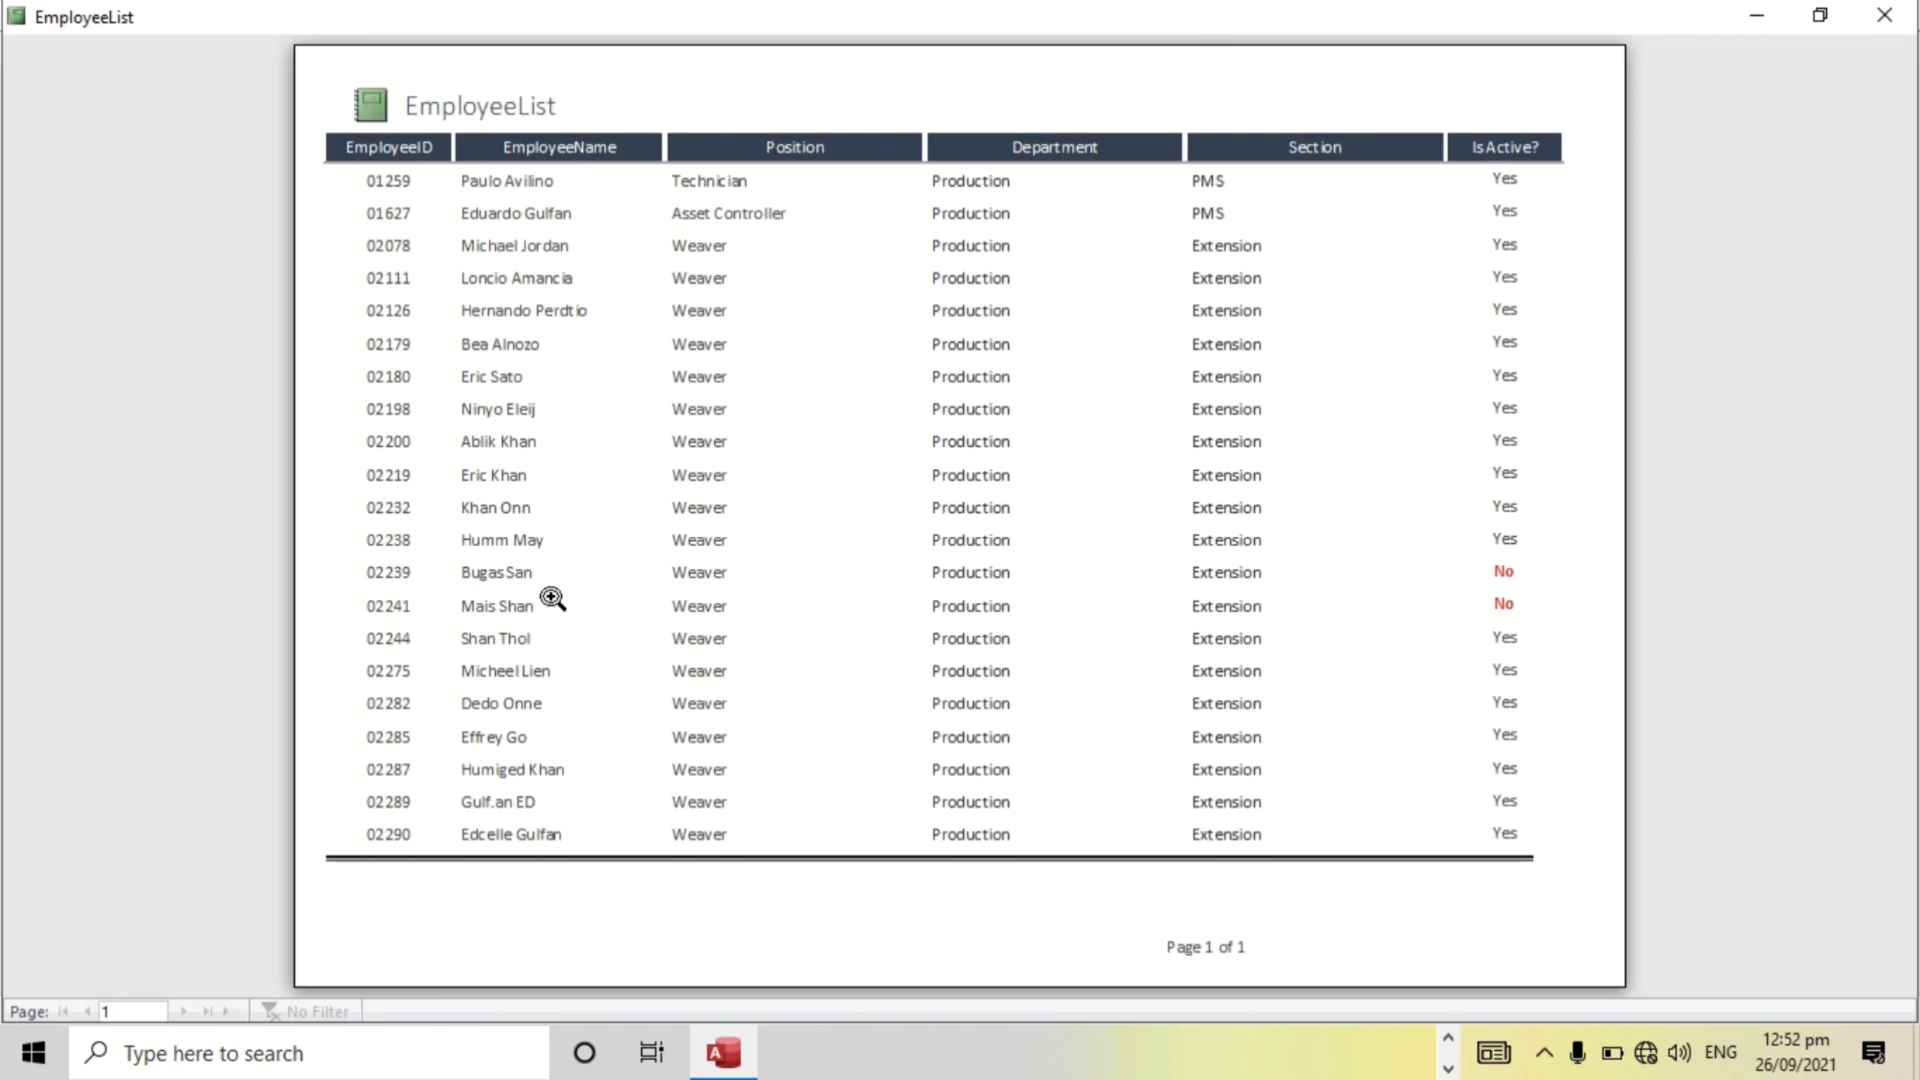 EmployeeList
EmployeeList
EmployeeID EmployeeName Position Department Section IsActive?
01259 Paulo Avilino Technician Production PMS Yes
01627 Eduardo Gulfan Asset Controller Production PMS Yes
02078 Michael Jordan Weaver Production Extension Yes
02111 Loncio Amancia Weaver Production Extension Yes
02126 Hernando Perdtio Weaver Production Extension Yes
02179 Bea Alnozo Weaver Production Extension Yes
02180 Eric Sato Weaver Production Extension Yes
02198 Ninyo Eleij Weaver Production Extension Yes
02200 Ablik Khan Weaver Production Extension Yes
02219 Eric Khan Weaver Production Extension Yes
02232 Khan Onn Weaver Production Extension Yes
02238 Humm May Weaver Production Extension Yes
02239 Bugas San Weaver Production Extension No
02241 Mais Shan Weaver Production Extension No
02244 Shan Thol Weaver Production Extension Yes
02275 Micheel Lien Weaver Production Extension Yes
02282 Dedo Onne Weaver Production Extension Yes
02285 Effrey Go Weaver Production Extension Yes
02287 Humiged Khan Weaver Production Extension Yes
02289 Gulf.an ED Weaver Production Extension Yes
02290 Edcelle Gulfan Weaver Production Extension Yes
Page 1 of 1
Page: 1 No Filter
Type here to search A ENG 12:52 pm
26/09/2021